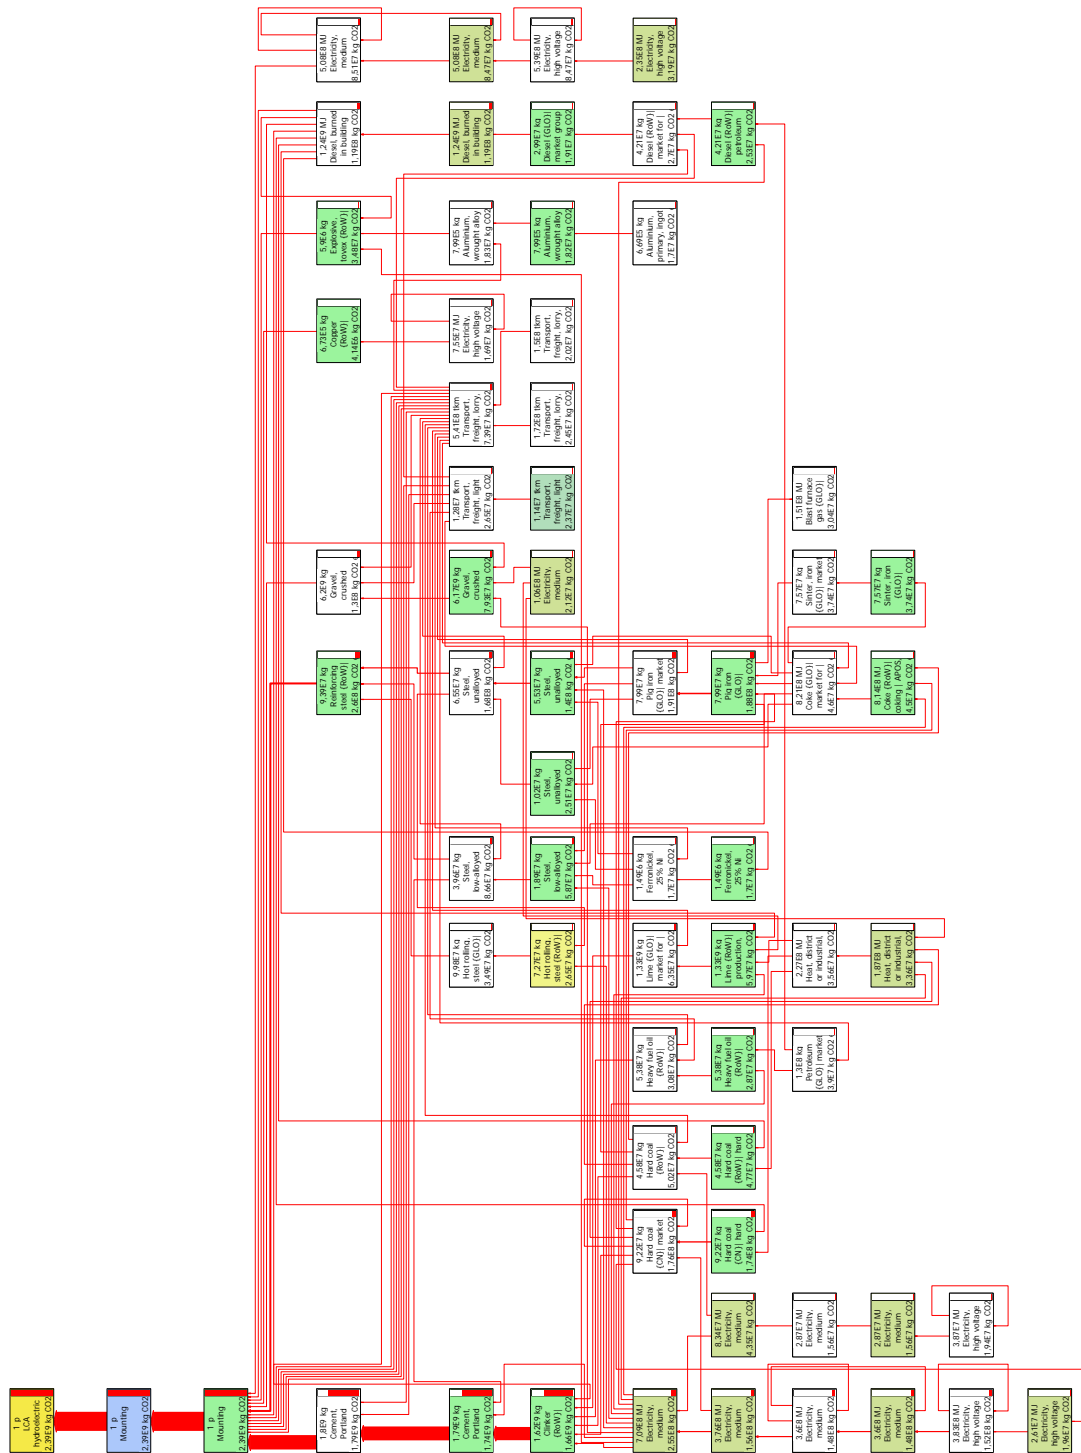 5,08E8 MJ
Electricity,
medium
8,51E7 kg CO2
5,08E8 MJ
Electricity,
medium
8,47E7 kg CO2
5,39E8 MJ
Electricity,
high voltage
8,47E7 kg CO2
2,35E8 MJ
Electricity,
high voltage
3,19E7 kg CO2
1,24E9 MJ
Diesel, burned
in building
1,19E8 kg CO2
1,24E9 MJ
Diesel, burned
in building
1,19E8 kg CO2
2,99E7 kg
Diesel {GLO}|
market group
1,91E7 kg CO2
4,21E7 kg
Diesel {RoW}|
market for |
2,7E7 kg CO2
4,21E7 kg
Diesel {RoW}|
petroleum
2,53E7 kg CO2
5,9E6 kg
Explosive,
tovex {RoW}|
3,48E7 kg CO2
7,99E5 kg
Aluminium,
wrought alloy
1,83E7 kg CO2
7,99E5 kg
Aluminium,
wrought alloy
1,82E7 kg CO2
6,69E5 kg
Aluminium,
primary, ingot
1,7E7 kg CO2
6,73E5 kg
Copper
{RoW}|
4,14E6 kg CO2
7,55E7 MJ
Electricity,
high voltage
1,69E7 kg CO2
1,5E8 tkm
Transport,
freight, lorry,
2,02E7 kg CO2
5,41E8 tkm
Transport,
freight, lorry,
7,39E7 kg CO2
1,72E8 tkm
Transport,
freight, lorry,
2,45E7 kg CO2
1,28E7 tkm
Transport,
freight, light
2,65E7 kg CO2
1,14E7 tkm
Transport,
freight, light
2,37E7 kg CO2
1,51E8 MJ
Blast furnace
gas {GLO}|
3,04E7 kg CO2
6,2E9 kg
Gravel,
crushed
1,3E8 kg CO2
6,17E9 kg
Gravel,
crushed
7,93E7 kg CO2
1,06E8 MJ
Electricity,
medium
2,12E7 kg CO2
7,57E7 kg
Sinter, iron
{GLO}| market
3,74E7 kg CO2
7,57E7 kg
Sinter, iron
{GLO}|
3,74E7 kg CO2
9,39E7 kg
Reinforcing
steel {RoW}|
2,6E8 kg CO2
6,55E7 kg
Steel,
unalloyed
1,68E8 kg CO2
5,53E7 kg
Steel,
unalloyed
1,4E8 kg CO2
7,99E7 kg
Pig iron
{GLO}| market
1,91E8 kg CO2
7,99E7 kg
Pig iron
{GLO}|
1,88E8 kg CO2
8,21E8 MJ
Coke {GLO}|
market for |
4,6E7 kg CO2
8,14E8 MJ
Coke {RoW}|
coking | APOS,
4,5E7 kg CO2
1,02E7 kg
Steel,
unalloyed
2,51E7 kg CO2
3,96E7 kg
Steel,
low-alloyed
8,66E7 kg CO2
1,89E7 kg
Steel,
low-alloyed
5,87E7 kg CO2
1,49E6 kg
Ferronickel,
25% Ni
1,7E7 kg CO2
1,49E6 kg
Ferronickel,
25% Ni
1,7E7 kg CO2
9,98E7 kg
Hot rolling,
steel {GLO}|
3,49E7 kg CO2
7,27E7 kg
Hot rolling,
steel {RoW}|
2,65E7 kg CO2
1,33E9 kg
Lime {GLO}|
market for |
6,35E7 kg CO2
1,33E9 kg
Lime {RoW}|
production,
5,97E7 kg CO2
2,27E8 MJ
Heat, district
or industrial,
3,56E7 kg CO2
1,87E8 MJ
Heat, district
or industrial,
3,36E7 kg CO2
5,38E7 kg
Heavy fuel oil
{RoW}|
3,08E7 kg CO2
5,38E7 kg
Heavy fuel oil
{RoW}|
2,87E7 kg CO2
1,3E8 kg
Petroleum
{GLO}| market
3,9E7 kg CO2
4,58E7 kg
Hard coal
{RoW}|
5,02E7 kg CO2
4,58E7 kg
Hard coal
{RoW}| hard
4,77E7 kg CO2
9,22E7 kg
Hard coal
{CN}| market
1,76E8 kg CO2
9,22E7 kg
Hard coal
{CN}| hard
1,74E8 kg CO2
8,34E7 MJ
Electricity,
medium
4,35E7 kg CO2
2,87E7 MJ
Electricity,
medium
1,56E7 kg CO2
2,87E7 MJ
Electricity,
medium
1,56E7 kg CO2
3,87E7 MJ
Electricity,
high voltage
1,94E7 kg CO2
1 p
LCA
hydroelectric
2,39E9 kg CO2
1 p
Mounting
2,39E9 kg CO2
1 p
Mounting
2,39E9 kg CO2
1,8E9 kg
Cement,
Portland
1,79E9 kg CO2
1,79E9 kg
Cement,
Portland
1,74E9 kg CO2
1,62E9 kg
Clinker
{RoW}|
1,66E9 kg CO2
7,09E8 MJ
Electricity,
medium
2,55E8 kg CO2
3,76E8 MJ
Electricity,
medium
1,56E8 kg CO2
3,6E8 MJ
Electricity,
medium
1,48E8 kg CO2
3,6E8 MJ
Electricity,
medium
1,48E8 kg CO2
3,83E8 MJ
Electricity,
high voltage
1,52E8 kg CO2
2,61E7 MJ
Electricity,
high voltage
96E7 kg CO2